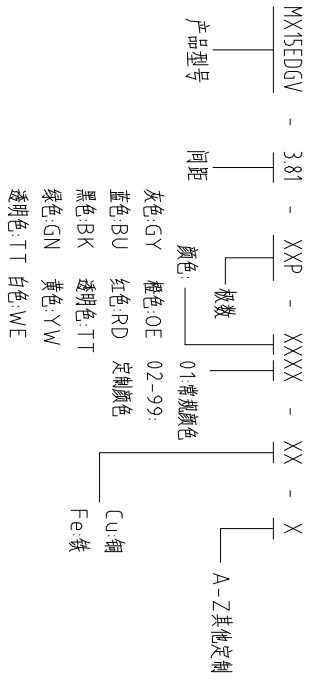 MX15EDGV - 3.81 - XXP - XXXX - XX - X
产品型号
间距
极数
颜色:
灰色:GY 橙色:OE
蓝色:BU 红色:RD
黑色:BK 透明色:TT
绿色:GN 黄色:YW
透明色:TT 白色:WE
01:常规颜色
02-99:
定制颜色
Cu:铜
Fe:铁
A-Z其他定制